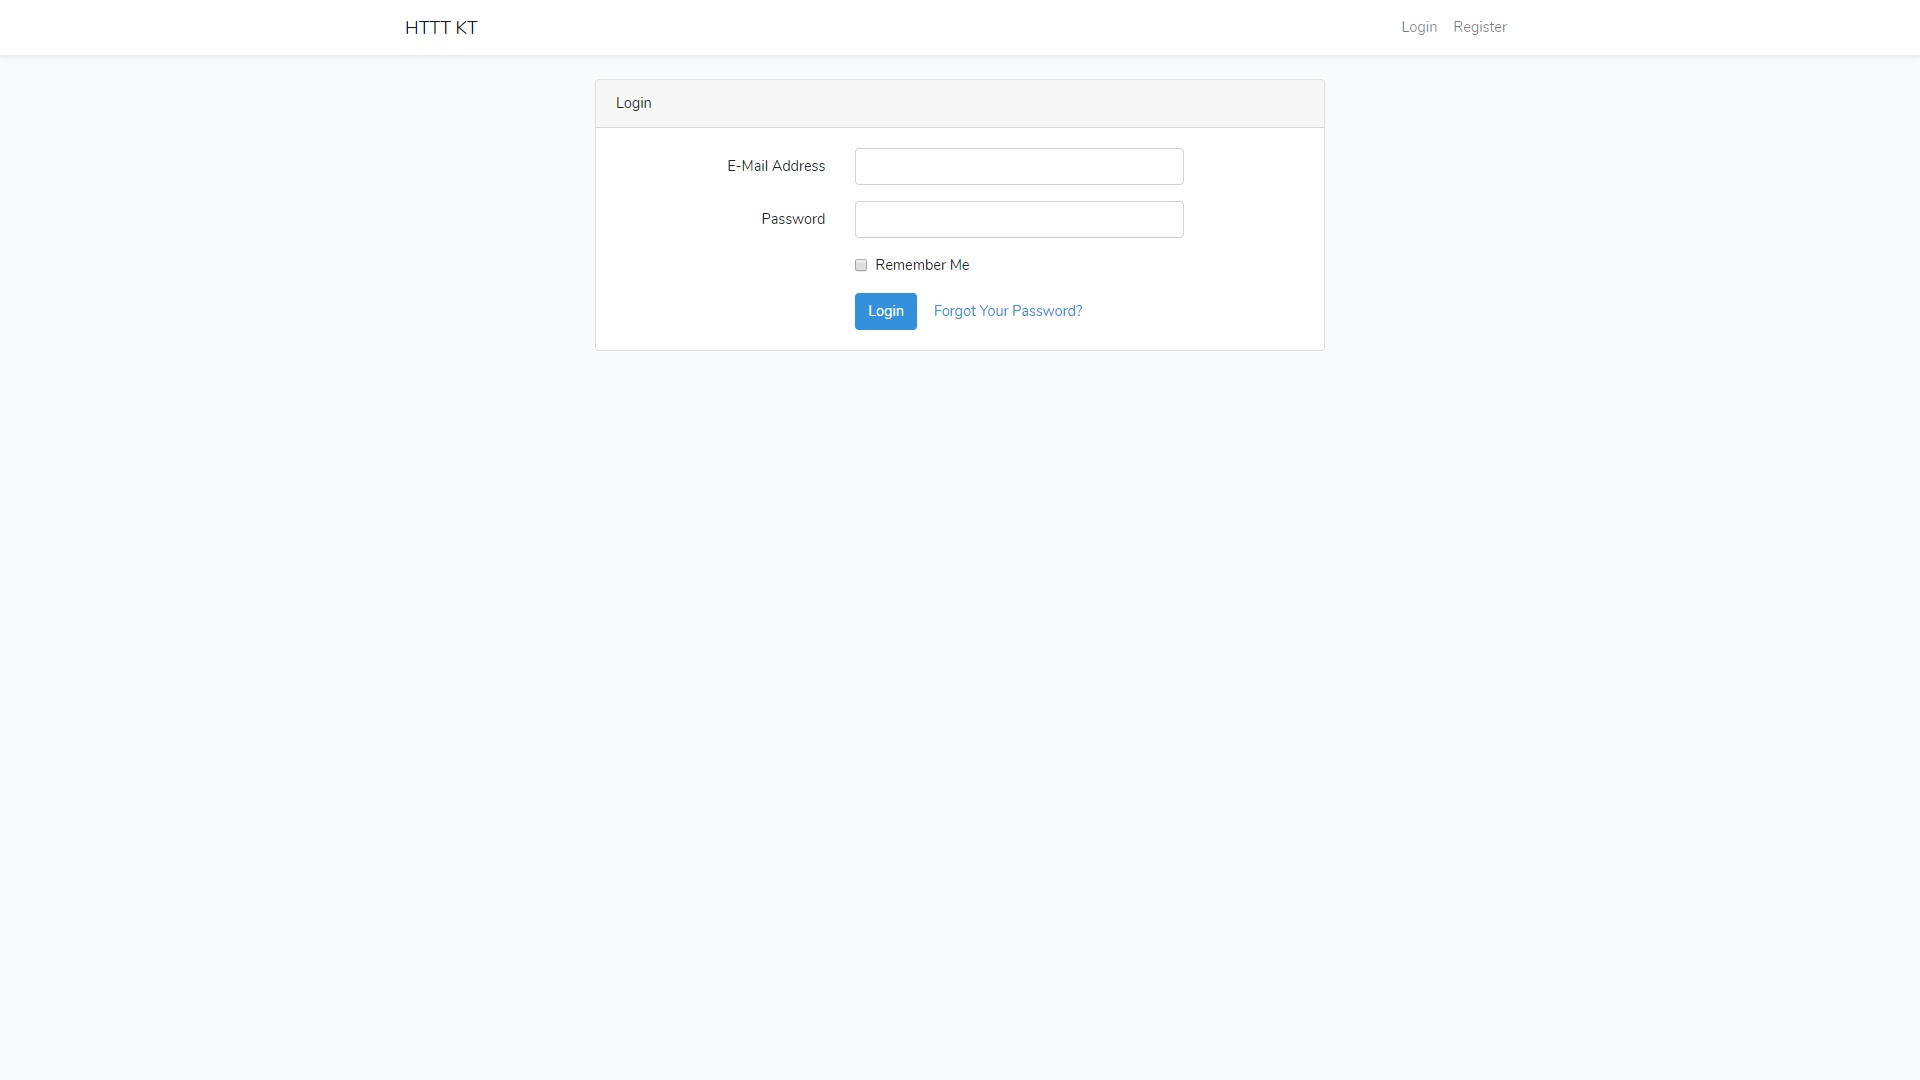 HTTT KT
Login Register
Login
E-Mail Address
Password
Remember Me
Login Forgot Your Password?